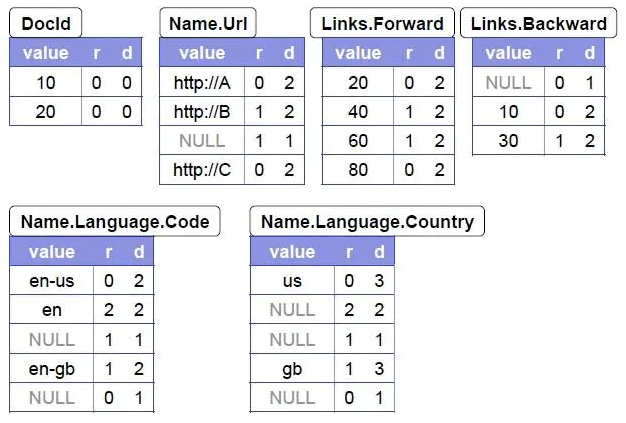 DocId Name.Url Links.Forward Links.Backward
value r d value r d value r d value r d
10 0 0 http://A 0 2 20 0 2 NULL 0 1
20 0 0 http://B 1 2 40 1 2 10 0 2
NULL 1 1 60 1 2 30 1 2
http://C 0 2 80 0 2
Name.Language.Code Name.Language.Country
value r d value r d
en-us 0 2 us 0 3
en 2 2 NULL 2 2
NULL 1 1 NULL 1 1
en-gb 1 2 gb 1 3
NULL 0 1 NULL 0 1